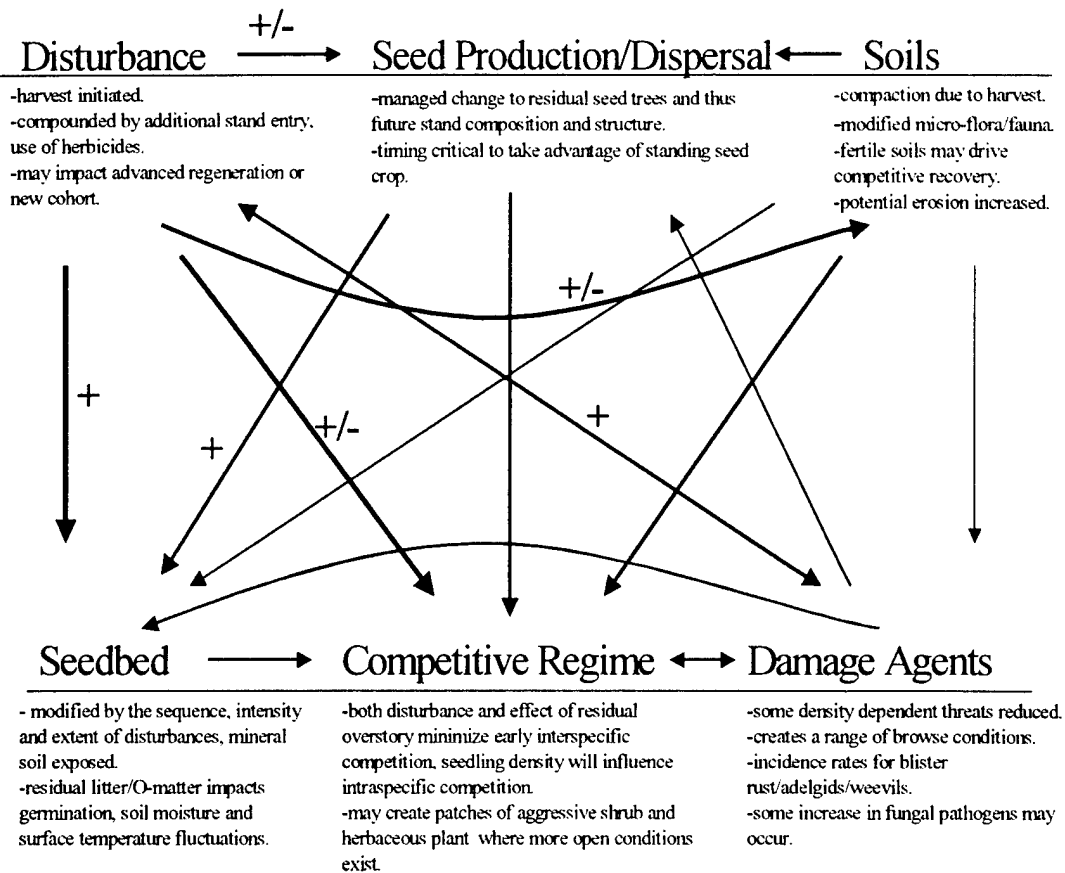 +/-
Disturbance
Seed Production/Dispersal
Soils
-harvest initiated.
-compounded by additional stand entry,
use of herbicides.
-may impact advanced regeneration or
new cohort.
-managed change to residual seed trees and thus
future stand composition and structure.
-timing critical to take advantage of standing seed
crop.
-compaction due to harvest.
-modified micro-flora/fauna.
-fertile soils may drive
competitive recovery.
-potential erosion increased.
+/-
+
+
+/-
+
Seedbed
Competitive Regime
Damage Agents
- modified by the sequence, intensity
and extent of disturbances, mineral
soil exposed.
-residual litter/O-matter impacts
germination, soil moisture and
surface temperature fluctuations.
-both disturbance and effect of residual
overstory minimize early interspecific
competition, seedling density will influence
intraspecific competition.
-may create patches of aggressive shrub and
herbaceous plant where more open conditions
exist.
-some density dependent threats reduced.
-creates a range of browse conditions.
-incidence rates for blister
rust/adelgids/weevils.
-some increase in fungal pathogens may
occur.